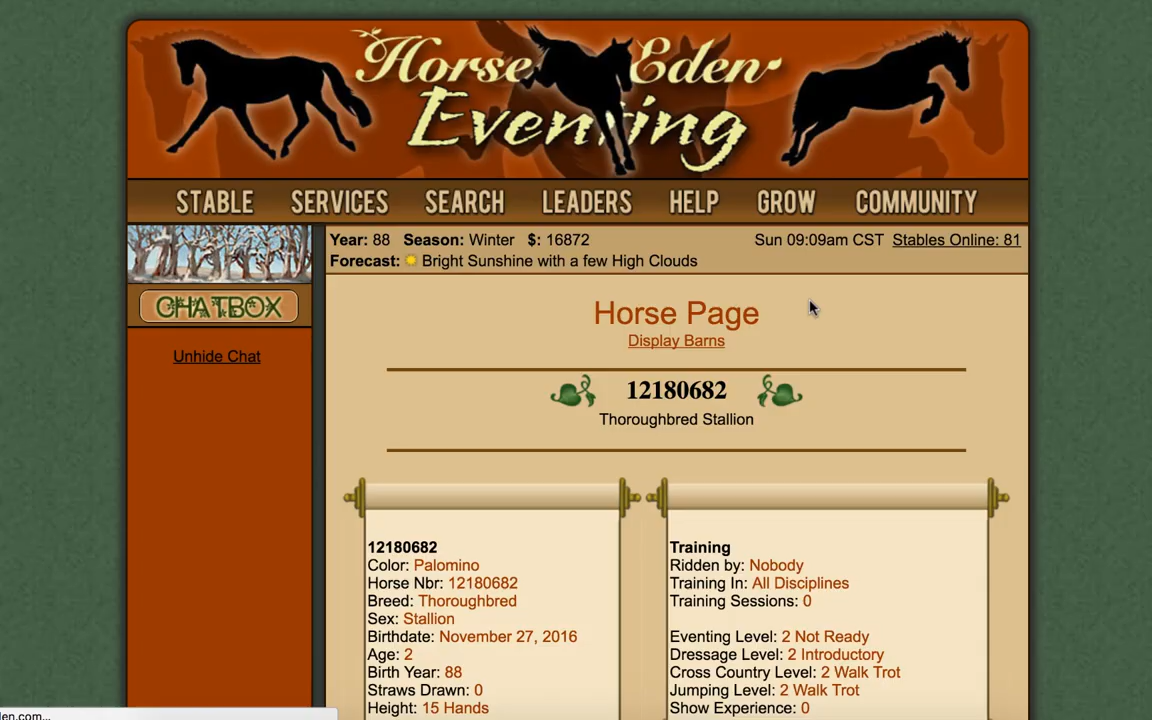 Horse Eden
Eventing
STABLE SERVICES SEARCH LEADERS HELP GROW COMMUNITY
Year: 88 Season: Winter $: 16872 Sun 09:09am CST Stables Online: 81
Forecast: Bright Sunshine with a few High Clouds
CHATBOX
Unhide Chat
Horse Page
Display Barns
12180682
Thoroughbred Stallion
12180682
Color: Palomino
Horse Nbr: 12180682
Breed: Thoroughbred
Sex: Stallion
Birthdate: November 27, 2016
Age: 2
Birth Year: 88
Straws Drawn: 0
Height: 15 Hands
Training
Ridden by: Nobody
Training In: All Disciplines
Training Sessions: 0
Eventing Level: 2 Not Ready
Dressage Level: 2 Introductory
Cross Country Level: 2 Walk Trot
Jumping Level: 2 Walk Trot
Show Experience: 0
den.com...